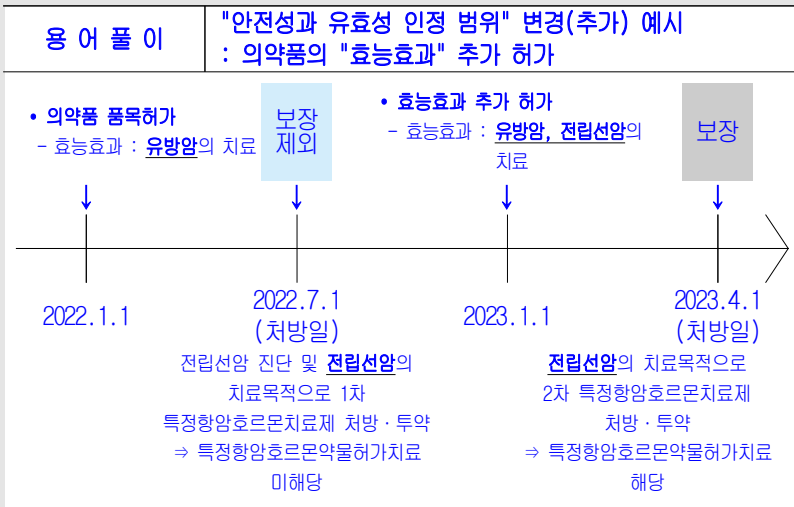 용 어 풀 이
"안전성과 유효성 인정 범위" 변경(추가) 예시
: 의약품의 "효능효과" 추가 허가
• 의약품 품목허가
- 효능효과 : 유방암의 치료
보장
제외
• 효능효과 추가 허가
- 효능효과 : 유방암, 전립선암의
치료
보장
2022.1.1
2022.7.1
(처방일)
전립선암 진단 및 전립선암의
치료목적으로 1차
특정항암호르몬치료제 처방·투약
⇒ 특정항암호르몬약물허가치료
미해당
2023.1.1
2023.4.1
(처방일)
전립선암의 치료목적으로
2차 특정항암호르몬치료제
처방·투약
⇒ 특정항암호르몬약물허가치료
해당